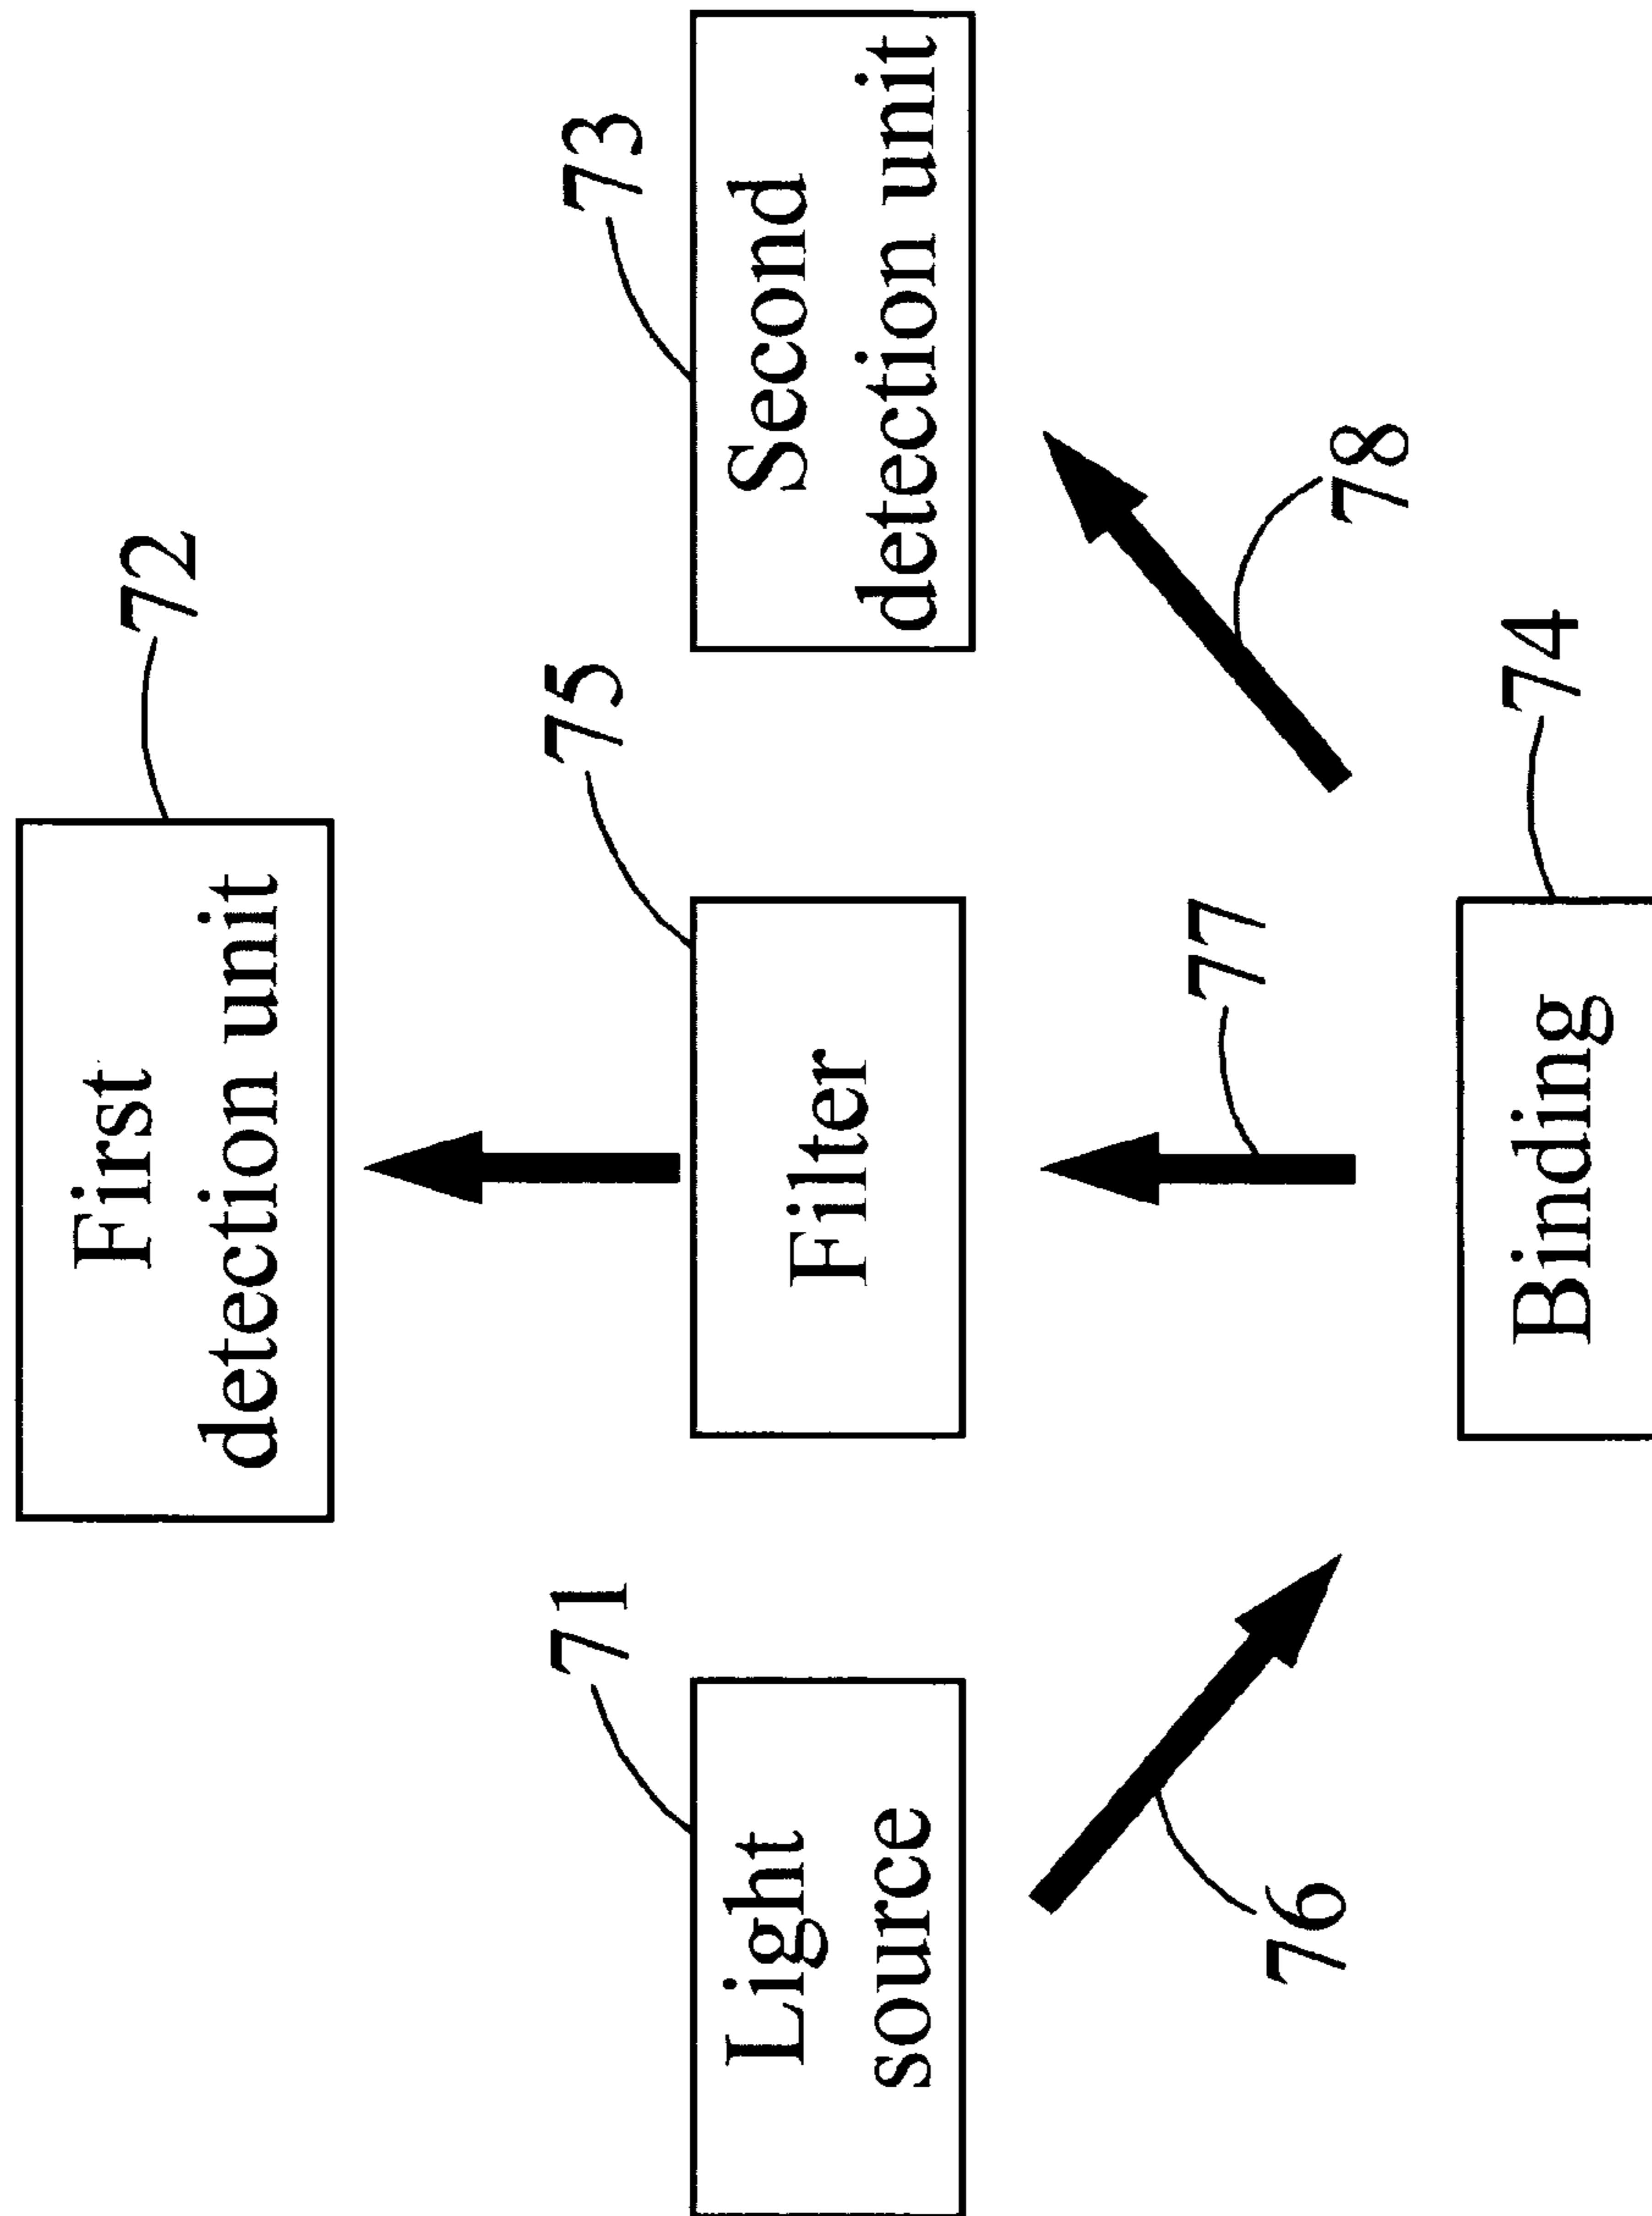 First
detection unit
72
71
Light
source
75
Filter
73
Second
detection unit
76
77
78
74
Binding